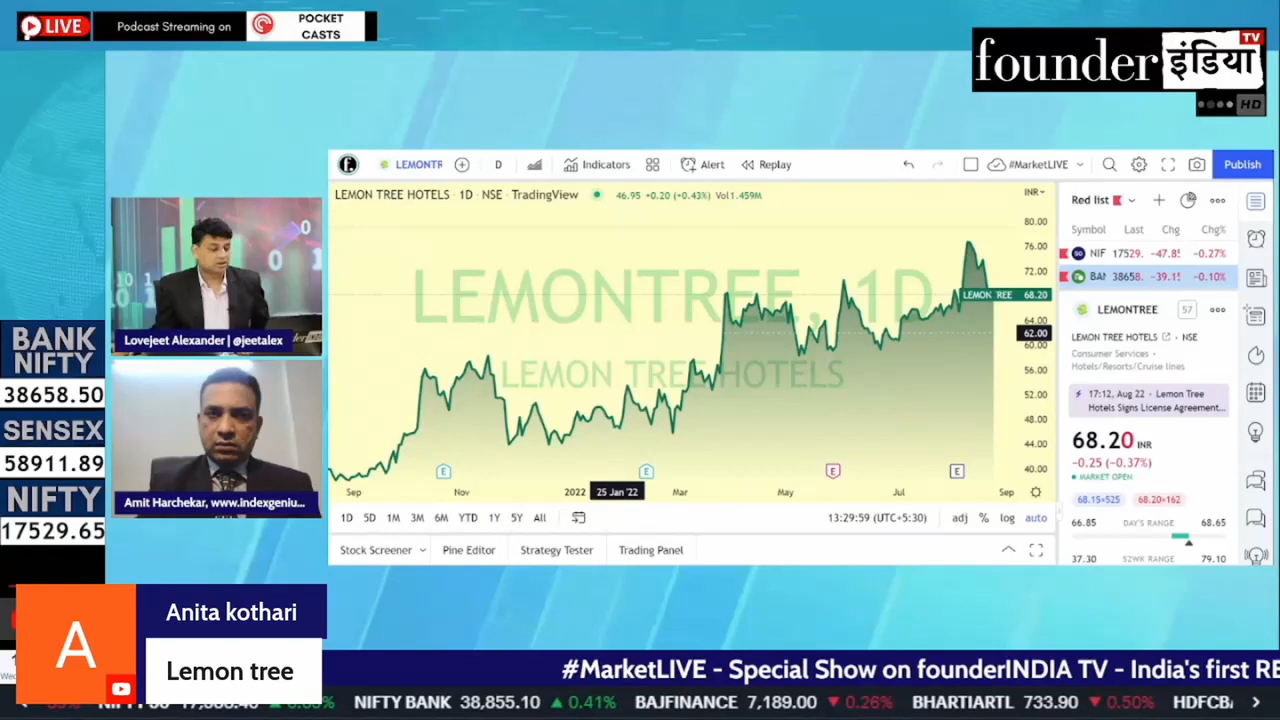 LIVE
Podcast Streaming on
POCKET
CASTS
founder इंडिया TV
HD
LEMONTR
D
Indicators
Alert
Replay
#MarketLIVE
Publish
LEMON TREE HOTELS · 1D · NSE · TradingView
46.95 +0.20 (+0.43%) Vol1.459M
INR
LEMONTREE, 1D
LEMON TREE HOTELS
80.00
76.00
72.00
LEMON TREE 68.20
64.00
62.00
60.00
56.00
52.00
48.00
44.00
40.00
E
E
E
E
Sep
Nov
2022
25 Jan '22
Mar
May
Jul
Sep
1D 5D 1M 3M 6M YTD 1Y 5Y All
13:29:59 (UTC+5:30)
adj % log auto
Stock Screener
Pine Editor
Strategy Tester
Trading Panel
Red list
Symbol Last Chg Chg%
NIF 17529. -47.8 -0.27%
BAN 38658. -39.1 -0.10%
LEMONTREE
57
LEMON TREE HOTELS · NSE
Consumer Services ·
Hotels/Resorts/Cruise lines
17:12, Aug 22 · Lemon Tree
Hotels Signs License Agreement...
68.20 INR
-0.25 (-0.37%)
MARKET OPEN
68.15×525 68.20×162
66.85 DAY'S RANGE 68.65
37.30 52WK RANGE 79.10
Lovejeet Alexander | @jeetalex
Amit Harchekar, www.indexgeniu...
BANK
NIFTY
38658.50
SENSEX
58911.89
NIFTY
17529.65
A
Anita kothari
Lemon tree
#MarketLIVE - Special Show on founderINDIA TV - India's first RE
NIFTY BANK 38,855.10 0.41% BAJFINANCE 7,189.00 0.26% BHARTIARTL 733.90 0.50% HDFCB